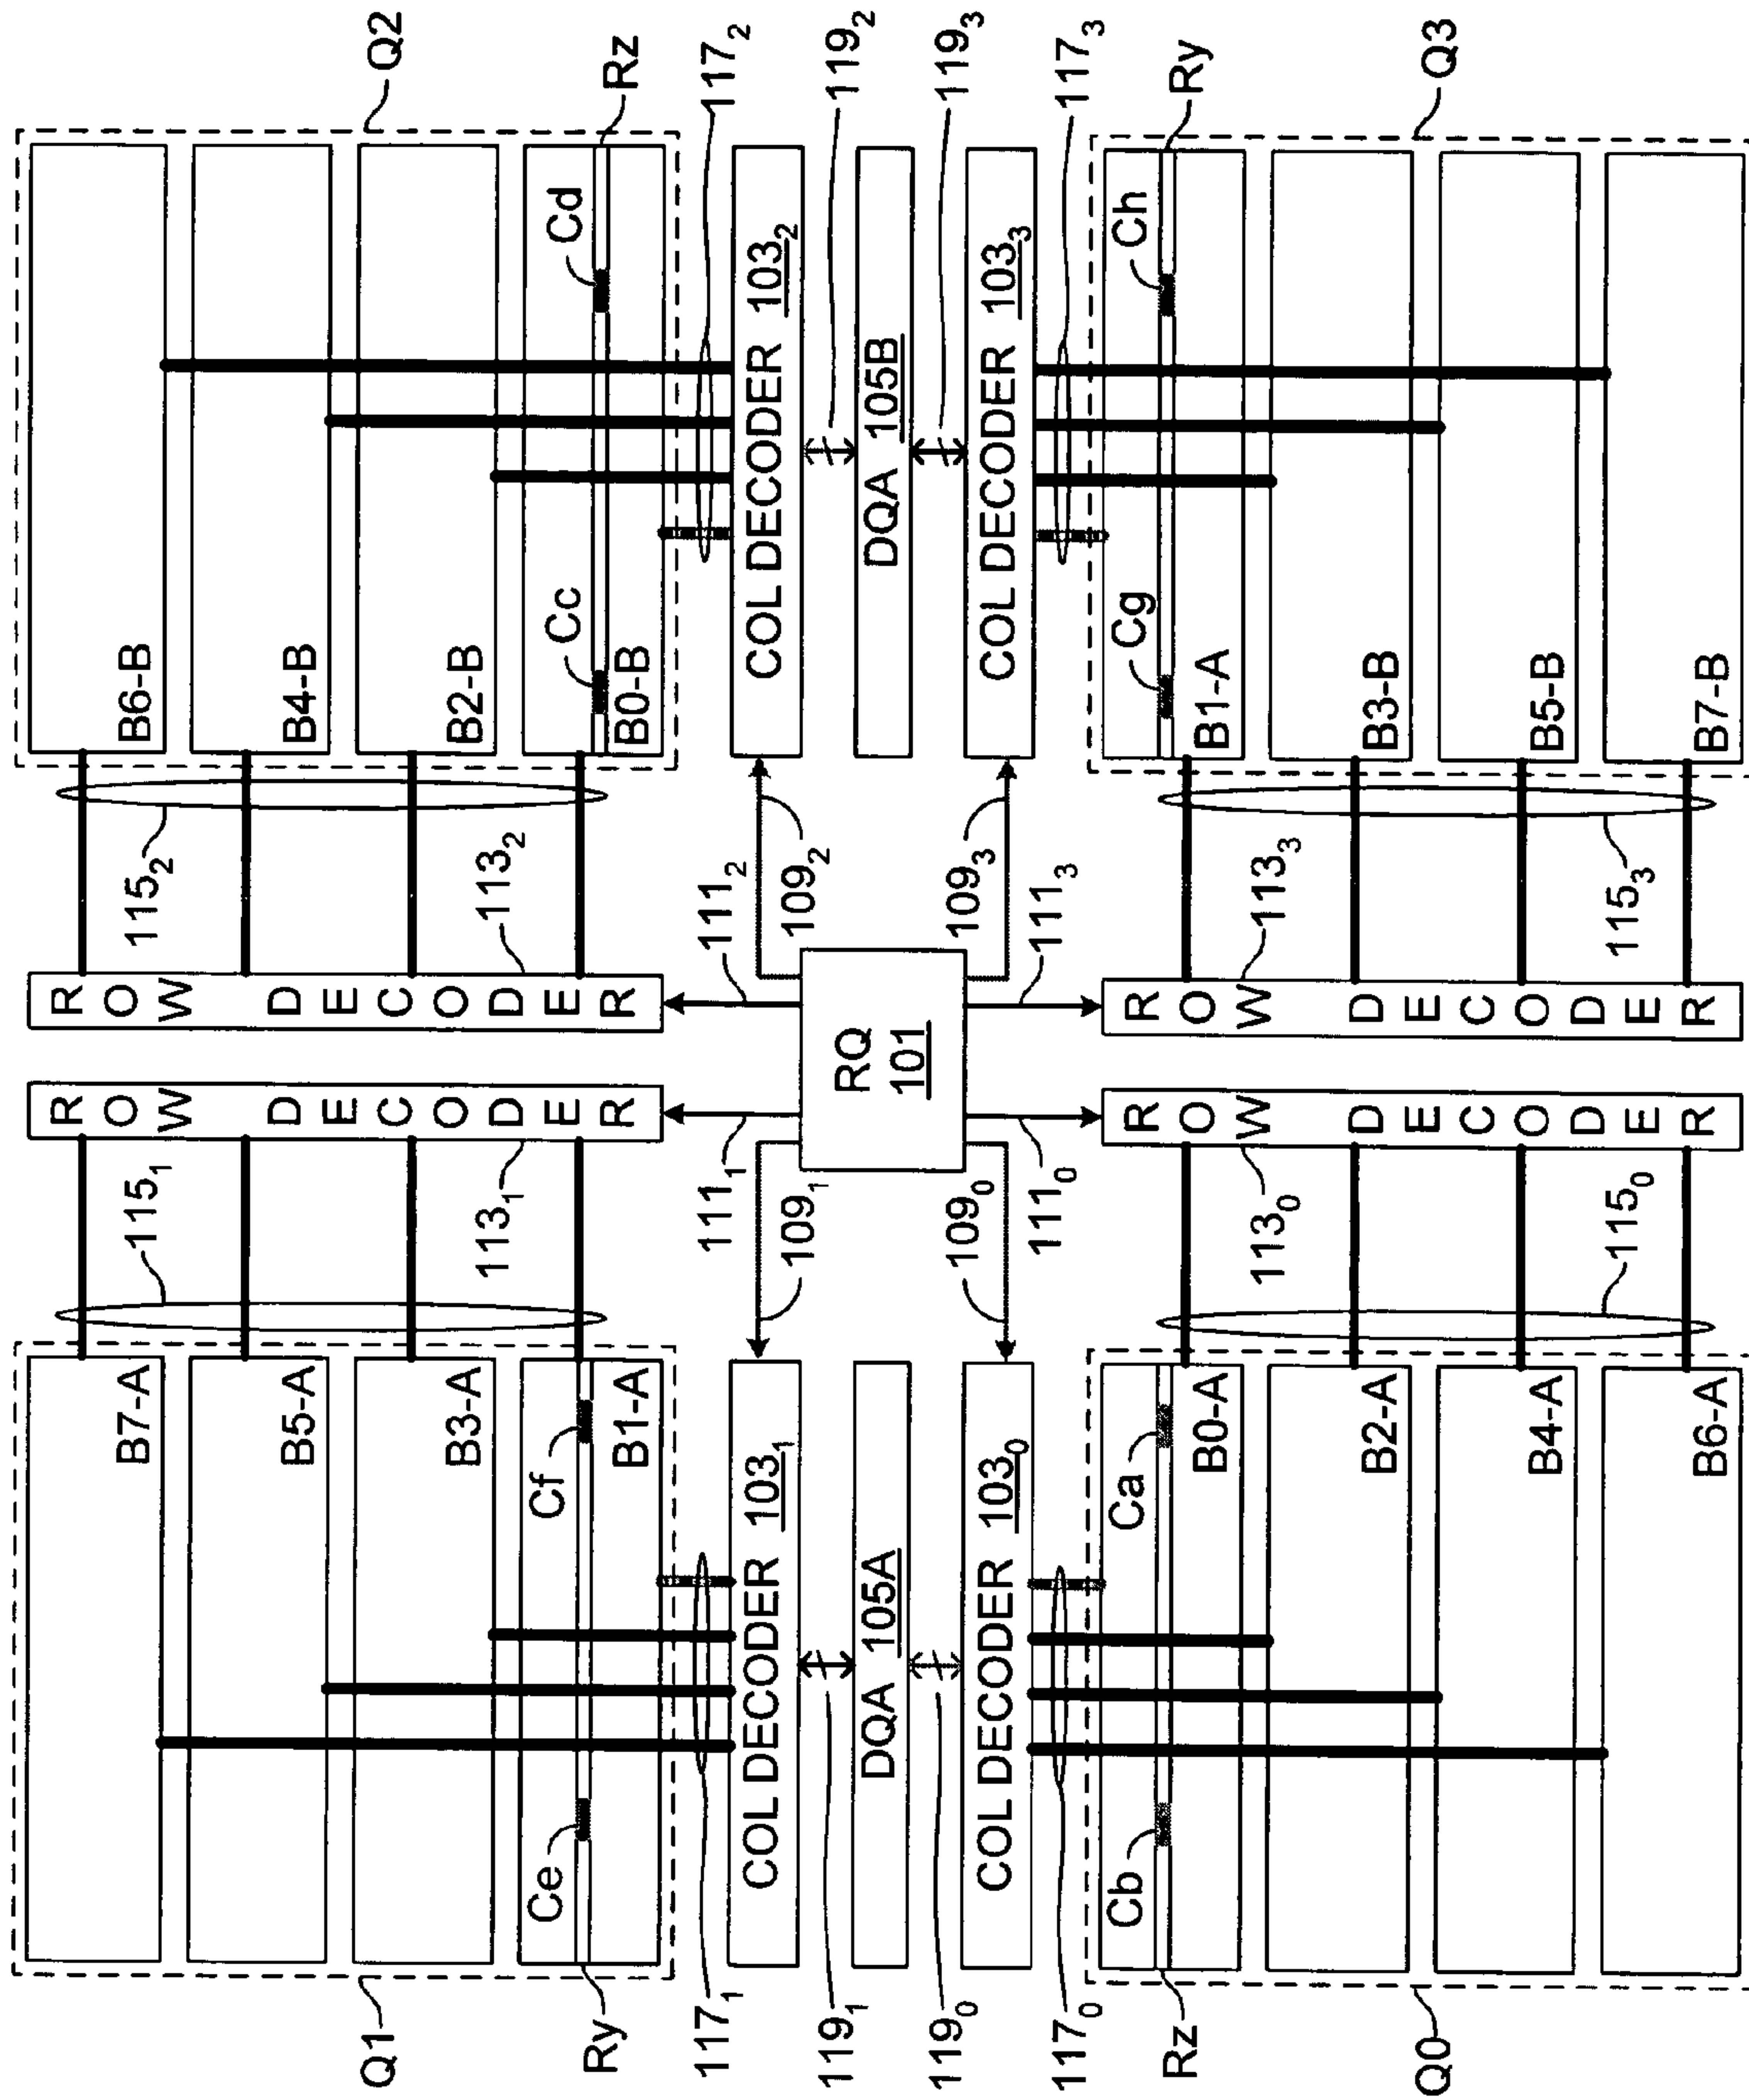 Q1
B7-A
B5-A
B3-A
B1-A
Ce
Cf
Ry
115₁
113₁
ROW DECODER
111₁
109₁
117₁
COL DECODER 103₁
119₁
DQA 105A
119₀
COL DECODER 103₀
117₀
Rz
Cb
Ca
B0-A
B2-A
B4-A
B6-A
Q0
109₀
111₀
113₀
115₀
ROW DECODER
RQ
101
Q2
B6-B
B4-B
B2-B
B0-B
Cc
Cd
Rz
115₂
113₂
ROW DECODER
111₂
109₂
117₂
COL DECODER 103₂
119₂
DQA 105B
119₃
COL DECODER 103₃
117₃
Ry
Cg
Ch
B1-A
B3-B
B5-B
B7-B
Q3
109₃
111₃
113₃
115₃
ROW DECODER